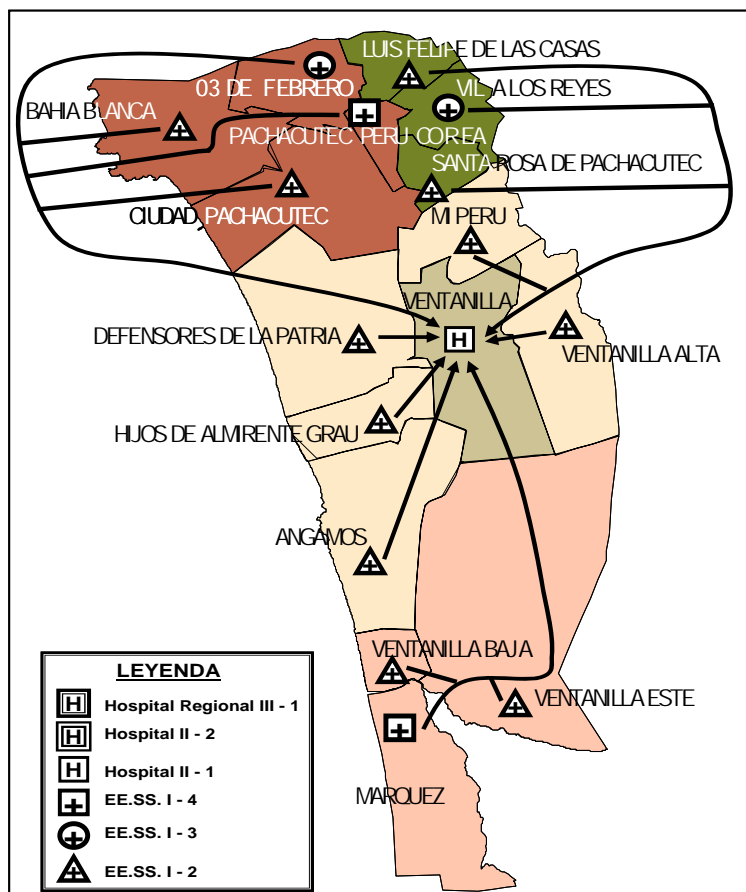 LUIS FELIPE DE LAS CASAS
03 DE FEBRERO
VILLA LOS REYES
BAHIA BLANCA
PACHACUTEC PERU COREA
SANTA ROSA DE PACHACUTEC
CIUDAD PACHACUTEC
MI PERU
VENTANILLA
H
DEFENSORES DE LA PATRIA
VENTANILLA ALTA
HIJOS DE ALMIRENTE GRAU
ANGAMOS
VENTANILLA BAJA
VENTANILLA ESTE
MARQUEZ
LEYENDA
H Hospital Regional III - 1
H Hospital II - 2
H Hospital II - 1
EE.SS. I - 4
EE.SS. I - 3
EE.SS. I - 2